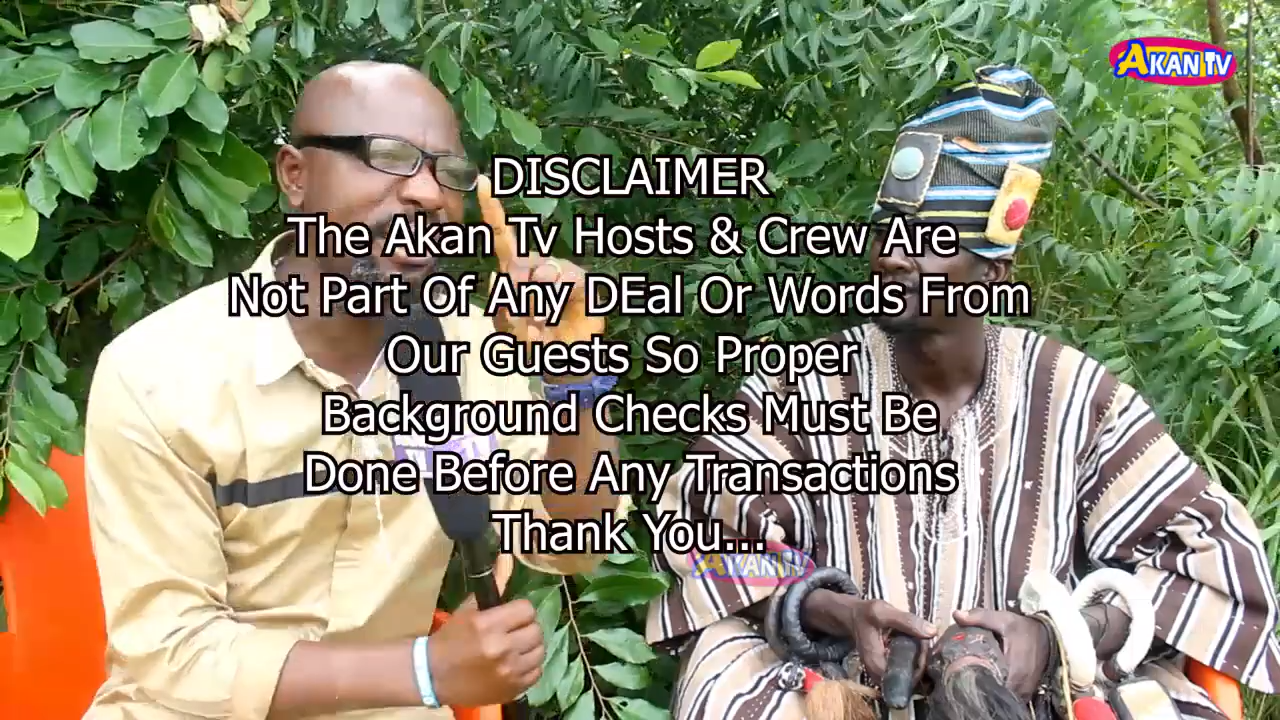 AKAN TV
DISCLAIMER
The Akan Tv Hosts & Crew Are
Not Part Of Any DEal Or Words From
Our Guests So Proper
Background Checks Must Be
Done Before Any Transactions
Thank You...
AKAN TV